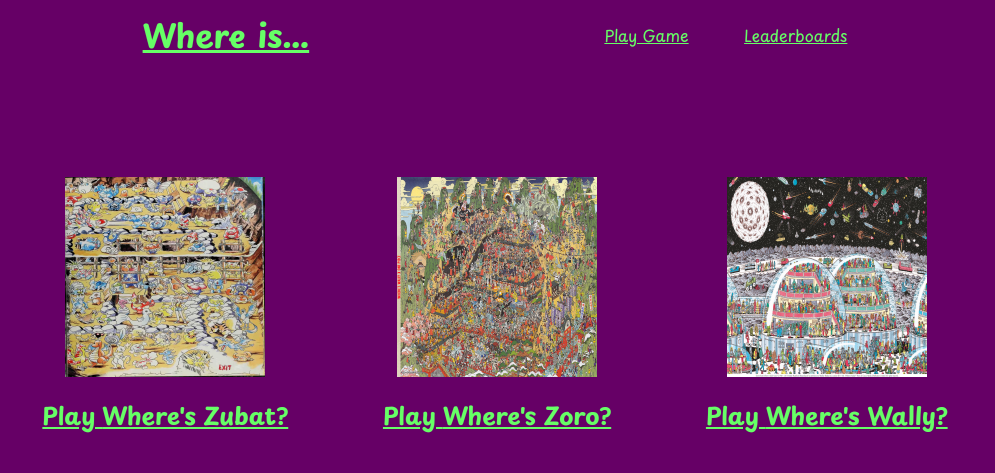 Where is...
Play Game
Leaderboards
EXIT
Play Where's Zubat?
Play Where's Zoro?
Play Where's Wally?